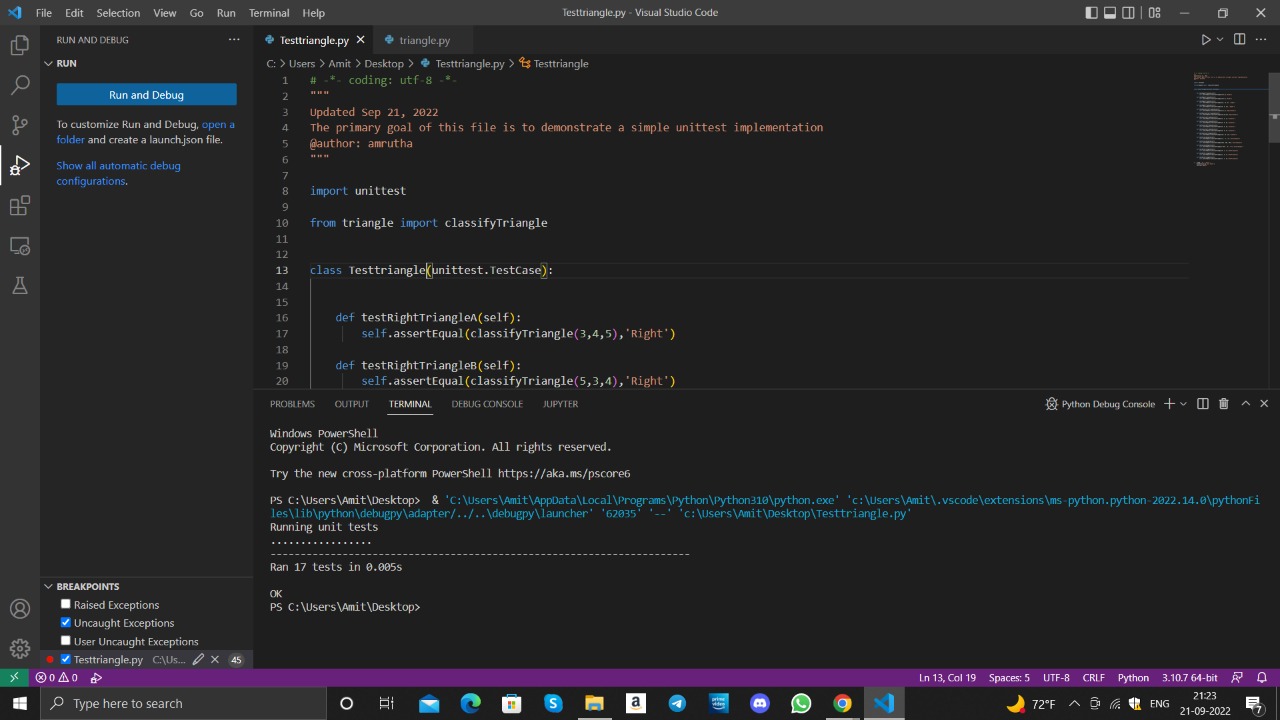 File Edit Selection View Go Run Terminal Help
Testtriangle.py - Visual Studio Code
RUN AND DEBUG ···
RUN
Run and Debug
To customize Run and Debug, open a
folder and create a launch.json file.
Show all automatic debug
configurations.
BREAKPOINTS
Raised Exceptions
Uncaught Exceptions
User Uncaught Exceptions
Testtriangle.py C:\Us... 45
Testtriangle.py triangle.py
C: > Users > Amit > Desktop > Testtriangle.py > Testtriangle
1 # -*- coding: utf-8 -*-
2 """
3 Updated Sep 21, 2022
4 The primary goal of this file is to demonstrate a simple unittest implementation
5 @author: amrutha
6 """
7
8 import unittest
9
10 from triangle import classifyTriangle
11
12
13 class Testtriangle(unittest.TestCase):
14
15
16 def testRightTriangleA(self):
17 self.assertEqual(classifyTriangle(3,4,5),'Right')
18
19 def testRightTriangleB(self):
20 self.assertEqual(classifyTriangle(5,3,4),'Right')
PROBLEMS OUTPUT TERMINAL DEBUG CONSOLE JUPYTER
Python Debug Console
Windows PowerShell
Copyright (C) Microsoft Corporation. All rights reserved.
Try the new cross-platform PowerShell https://aka.ms/pscore6
PS C:\Users\Amit\Desktop> & 'C:\Users\Amit\AppData\Local\Programs\Python\Python310\python.exe' 'c:\Users\Amit\.vscode\extensions\ms-python.python-2022.14.0\pythonFi
les\lib\python\debugpy\adapter/../..\debugpy\launcher' '62035' '--' 'c:\Users\Amit\Desktop\Testtriangle.py'
Running unit tests
.................
----------------------------------------------------------------------
Ran 17 tests in 0.005s
OK
PS C:\Users\Amit\Desktop>
0 0
Ln 13, Col 19 Spaces: 5 UTF-8 CRLF Python 3.10.7 64-bit
Type here to search
72°F ENG
21:23
21-09-2022
7